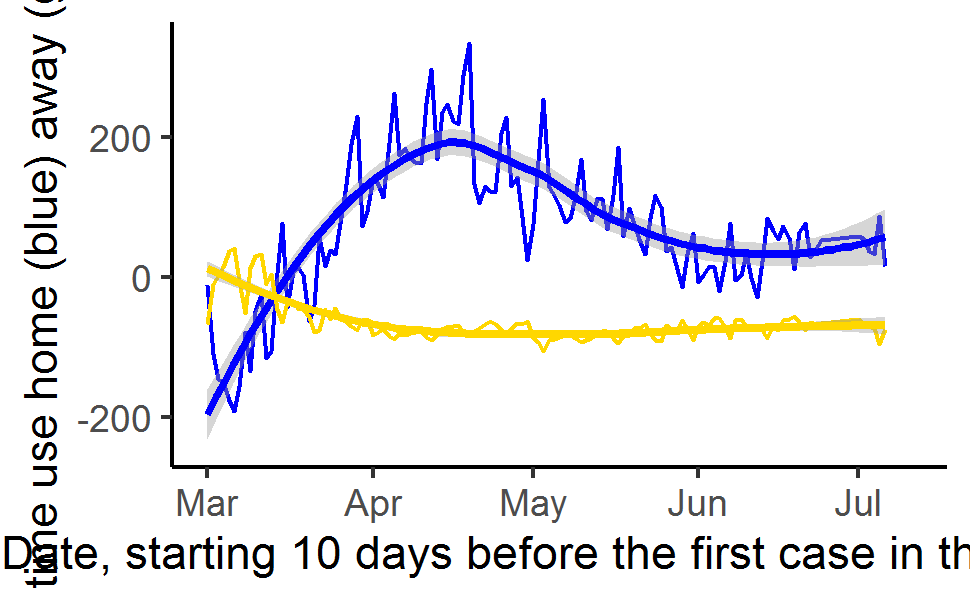 time use home (blue) away (
200
0
-200
Mar Apr May Jun Jul
Date, starting 10 days before the first case in th